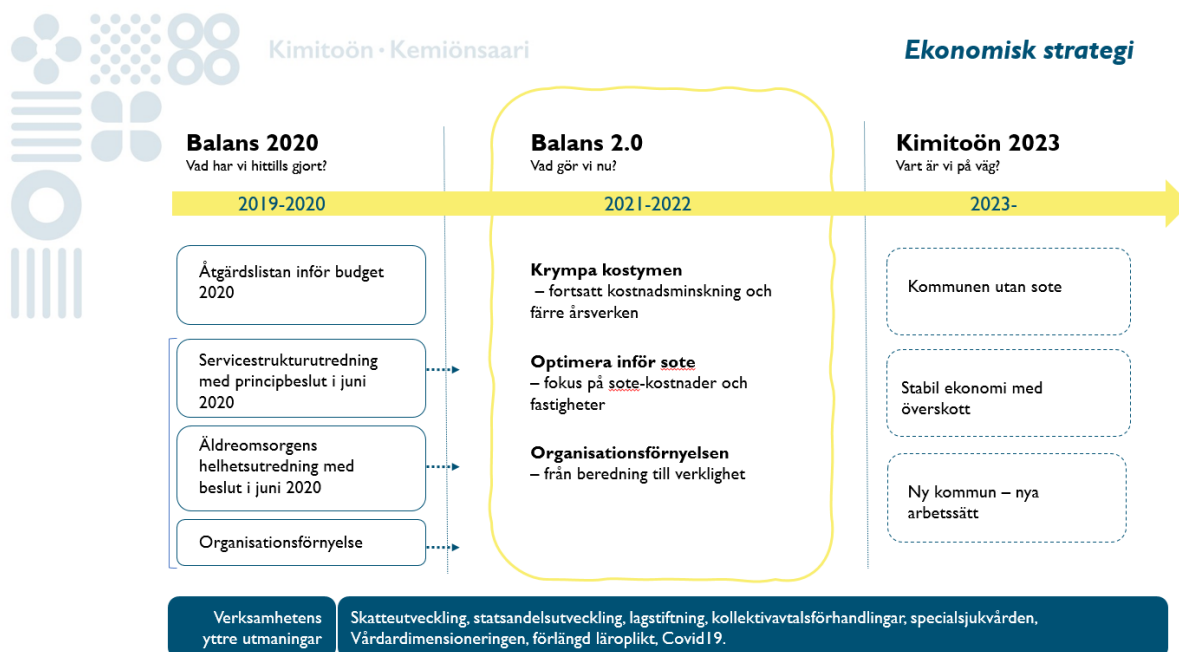 Kimitoön · Kemiönsaari
Ekonomisk strategi
Balans 2020
Vad har vi hittills gjort?
Balans 2.0
Vad gör vi nu?
Kimitoön 2023
Vart är vi på väg?
2019-2020
2021-2022
2023-
Åtgärdslistan inför budget
2020
Servicestrukturutredning
med principbeslut i juni
2020
Äldreomsorgens
helhetsutredning med
beslut i juni 2020
Organisationsförnyelse
Krympa kostymen
– fortsatt kostnadsminskning och
färre årsverken
Optimera inför sote
– fokus på sote-kostnader och
fastigheter
Organisationsförnyelsen
– från beredning till verklighet
Kommunen utan sote
Stabil ekonomi med
överskott
Ny kommun – nya
arbetssätt
Verksamhetens
yttre utmaningar
Skatteutveckling, statsandelsutveckling, lagstiftning, kollektivavtalsförhandlingar, specialsjukvården,
Vårdardimensioneringen, förlängd läroplikt, Covid19.